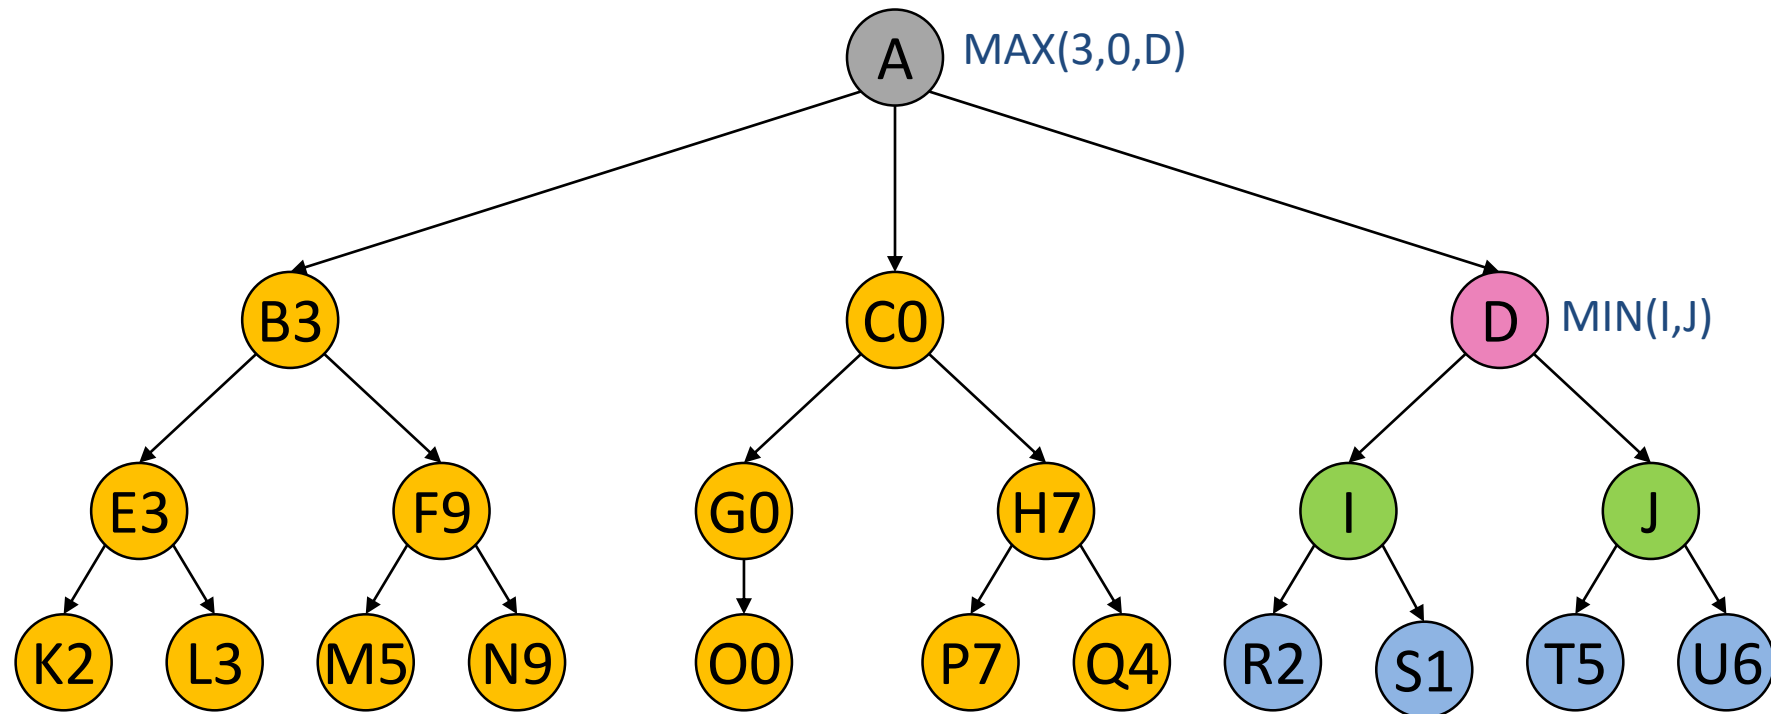 A MAX(3,0,D)
B3 C0 D MIN(I,J)
E3 F9 G0 H7 I J
K2 L3 M5 N9 O0 P7 Q4 R2 S1 T5 U6